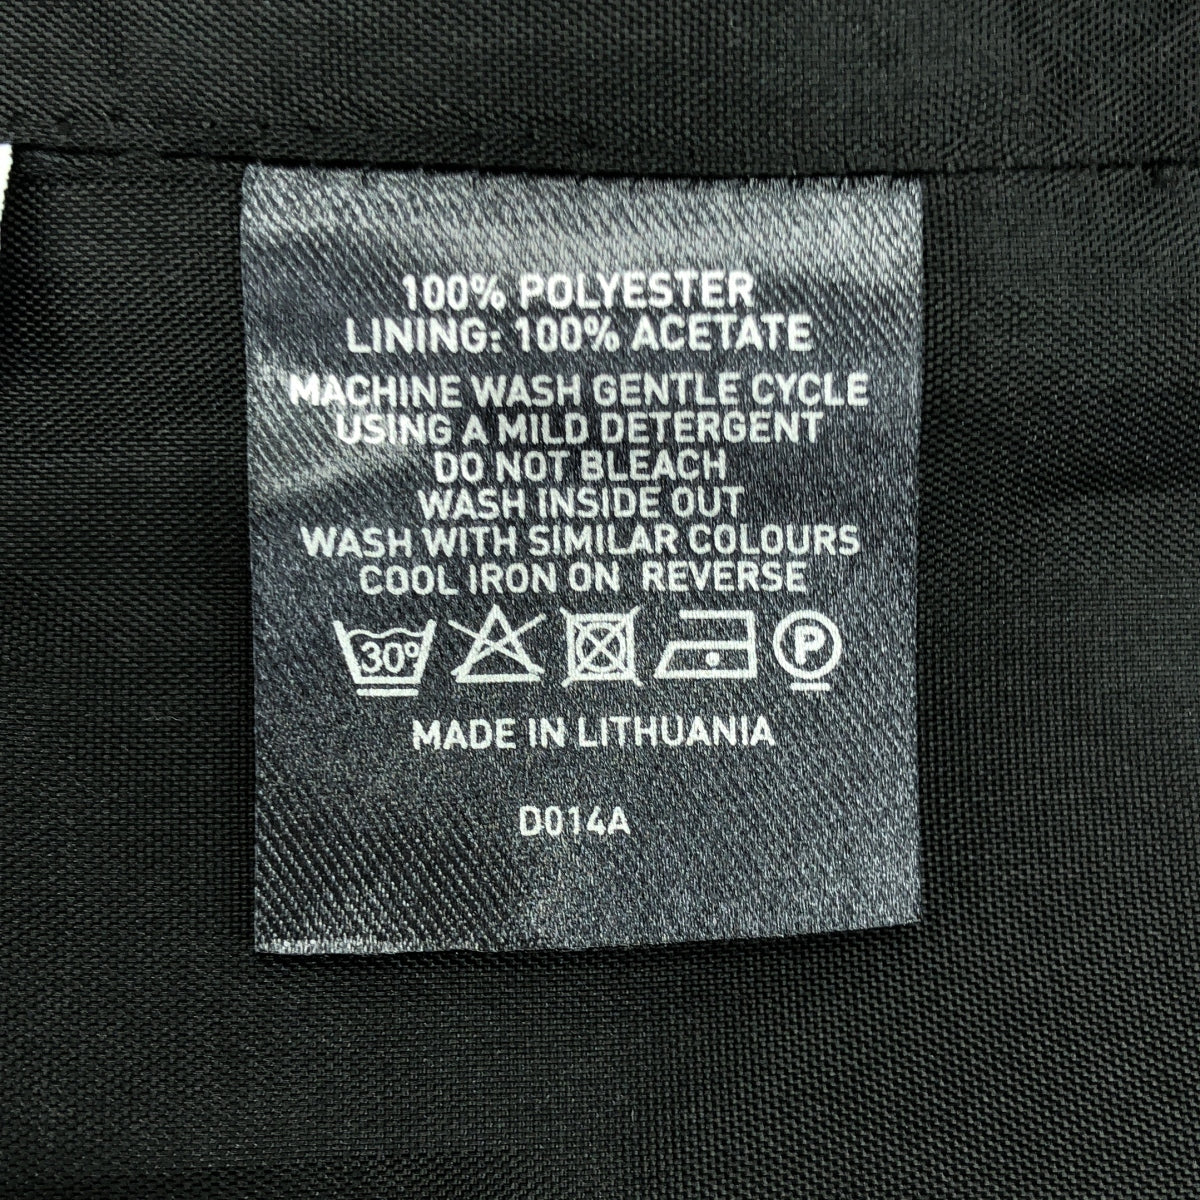 100% POLYESTER
LINING: 100% ACETATE
MACHINE WASH GENTLE CYCLE
USING A MILD DETERGENT
DO NOT BLEACH
WASH INSIDE OUT
WASH WITH SIMILAR COLOURS
COOL IRON ON REVERSE
30° P
MADE IN LITHUANIA
D014A